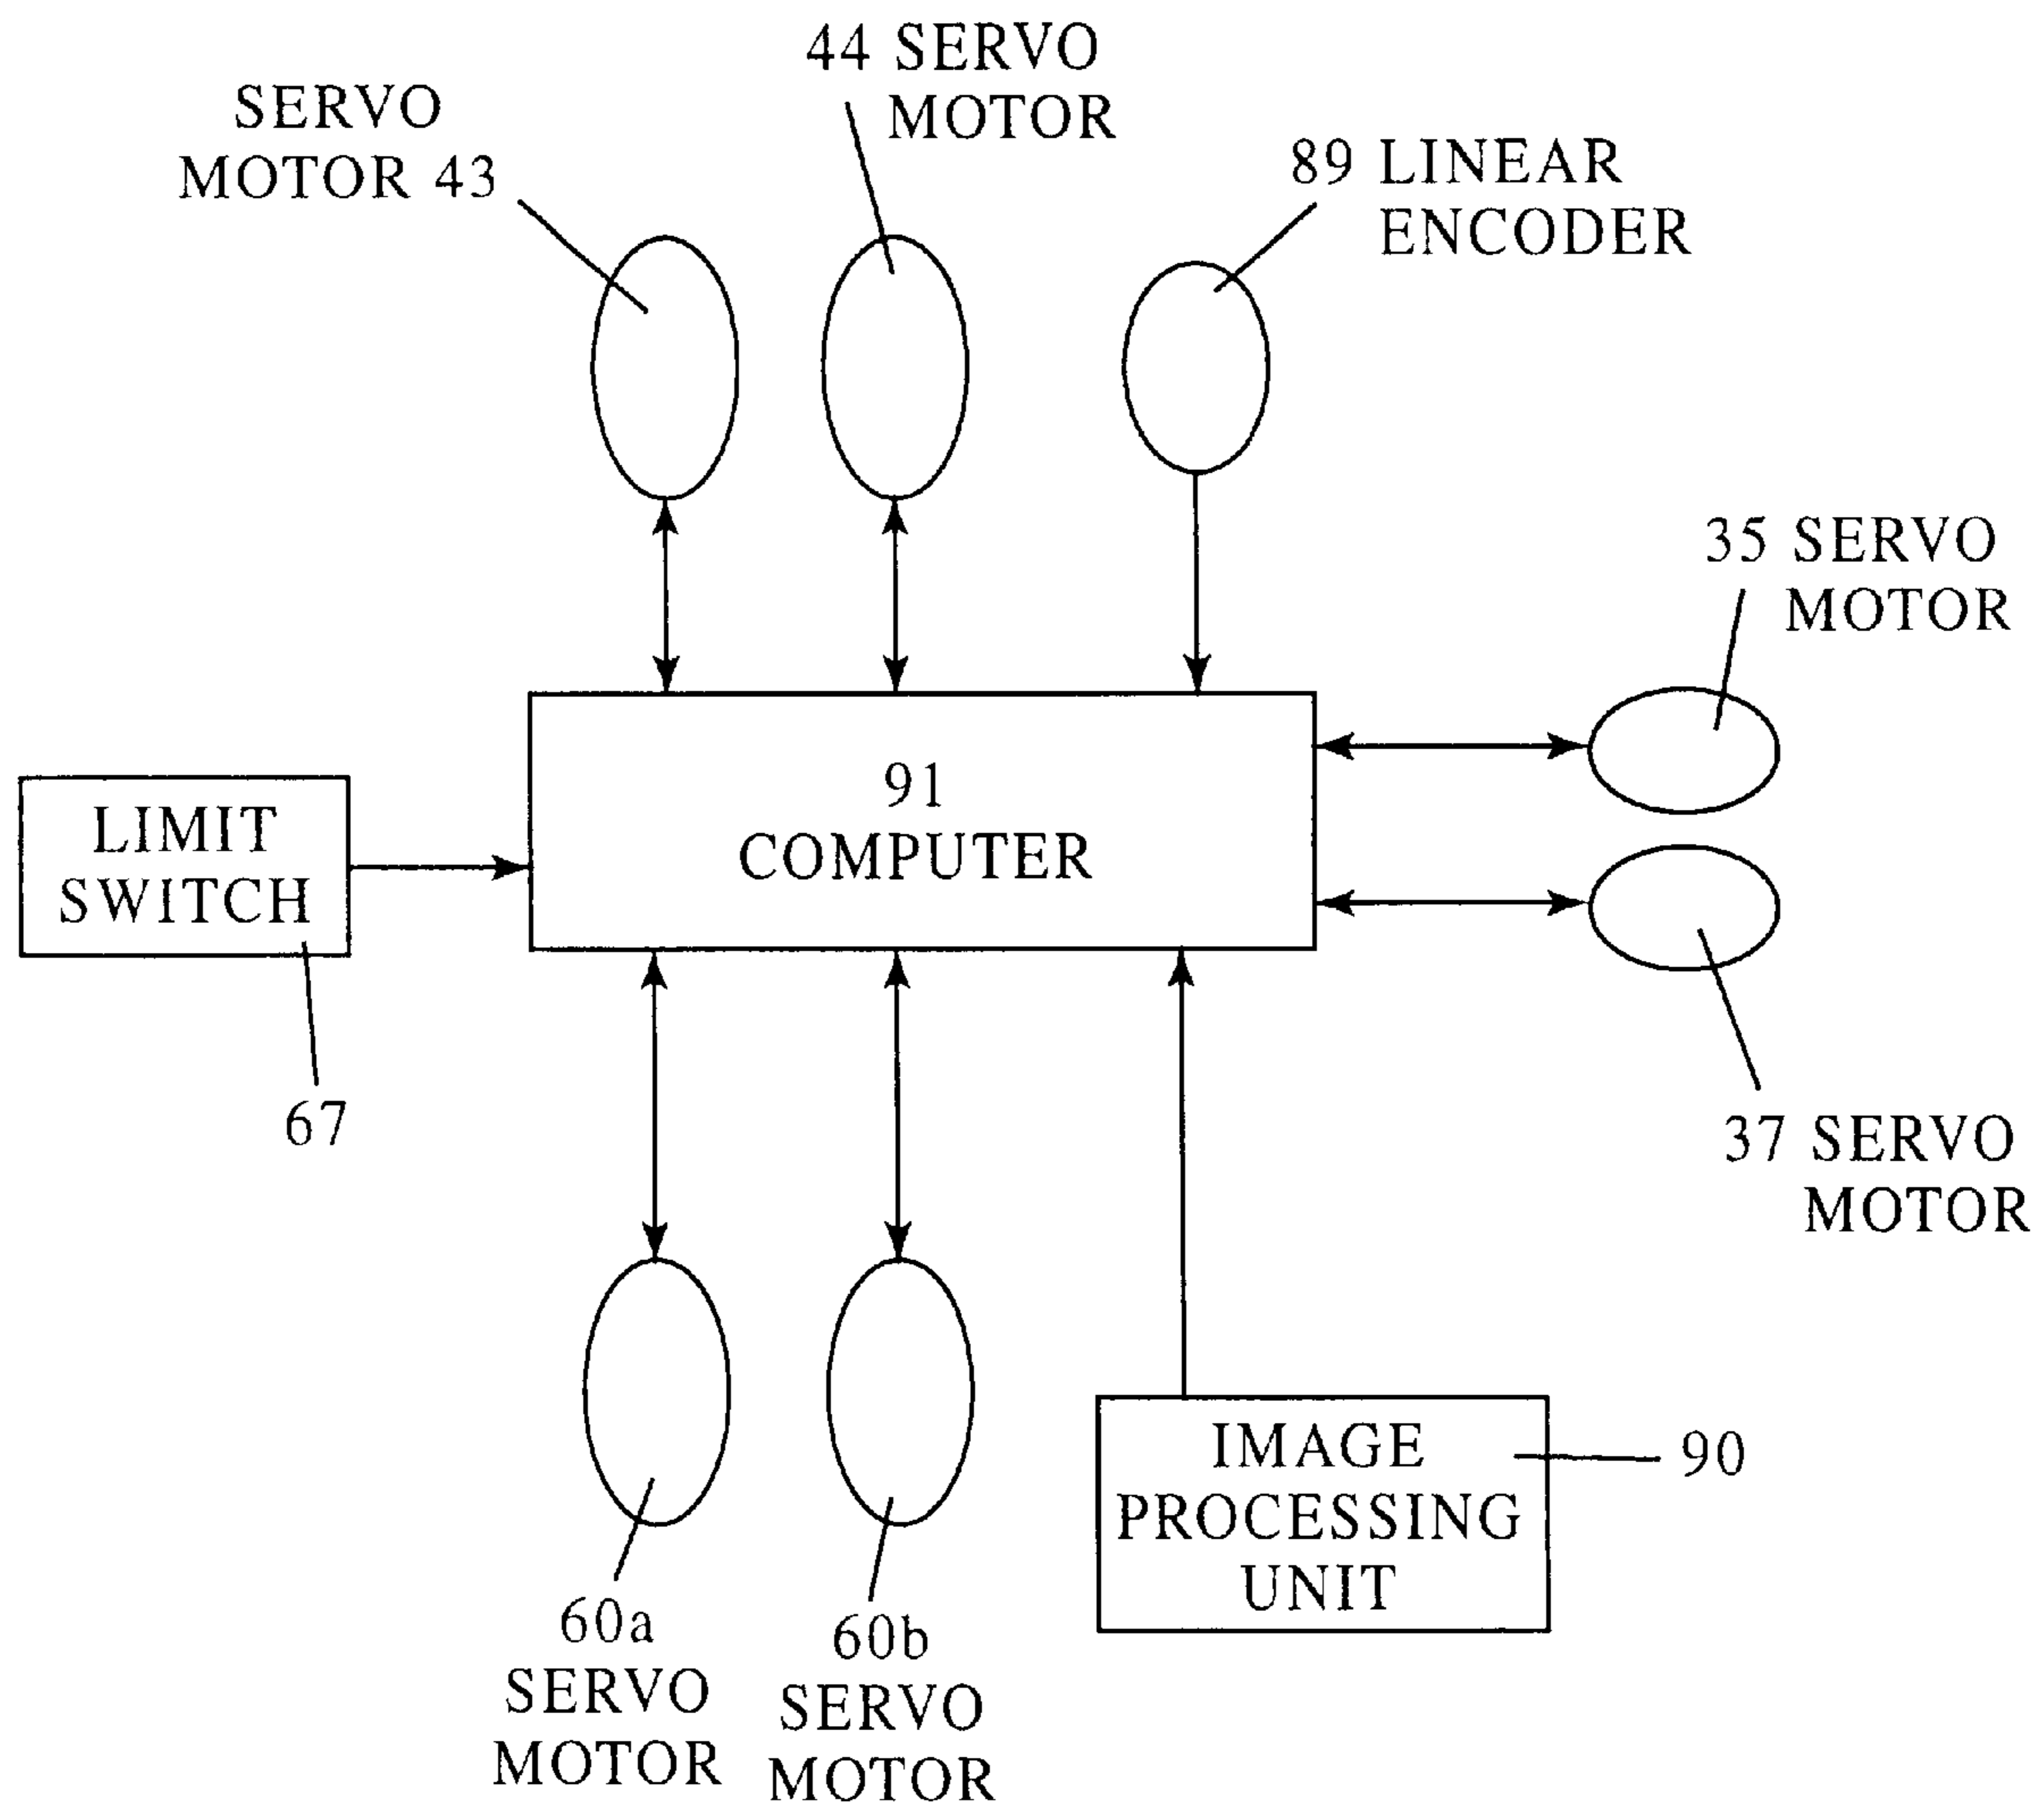 44 SERVO
MOTOR
SERVO
MOTOR 43
89 LINEAR
ENCODER
35 SERVO
MOTOR
91
COMPUTER
LIMIT
SWITCH
67
37 SERVO
MOTOR
IMAGE
PROCESSING
UNIT
90
60a
SERVO
MOTOR
60b
SERVO
MOTOR